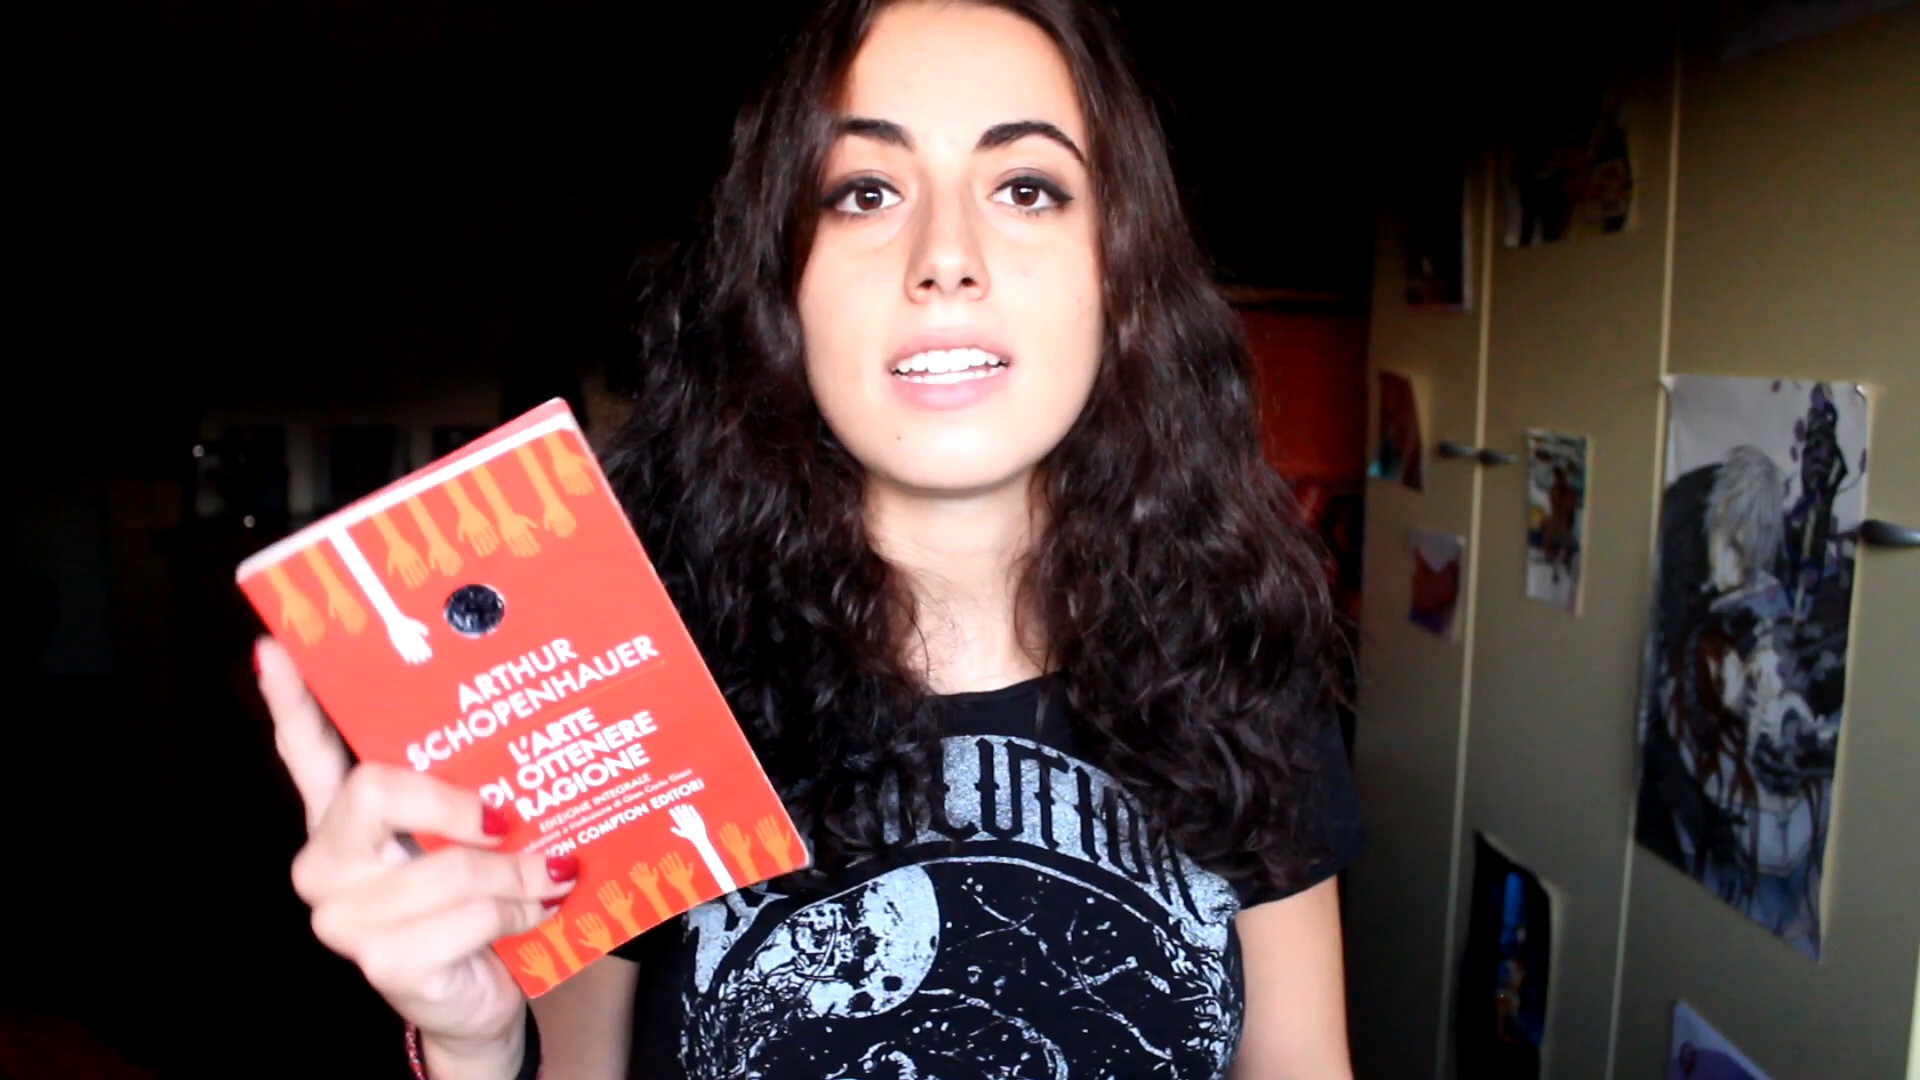 ARTHUR
SCHOPENHAUER
L'ARTE
DI OTTENERE
RAGIONE
EDIZIONE INTEGRALE
COMPTON EDITORI